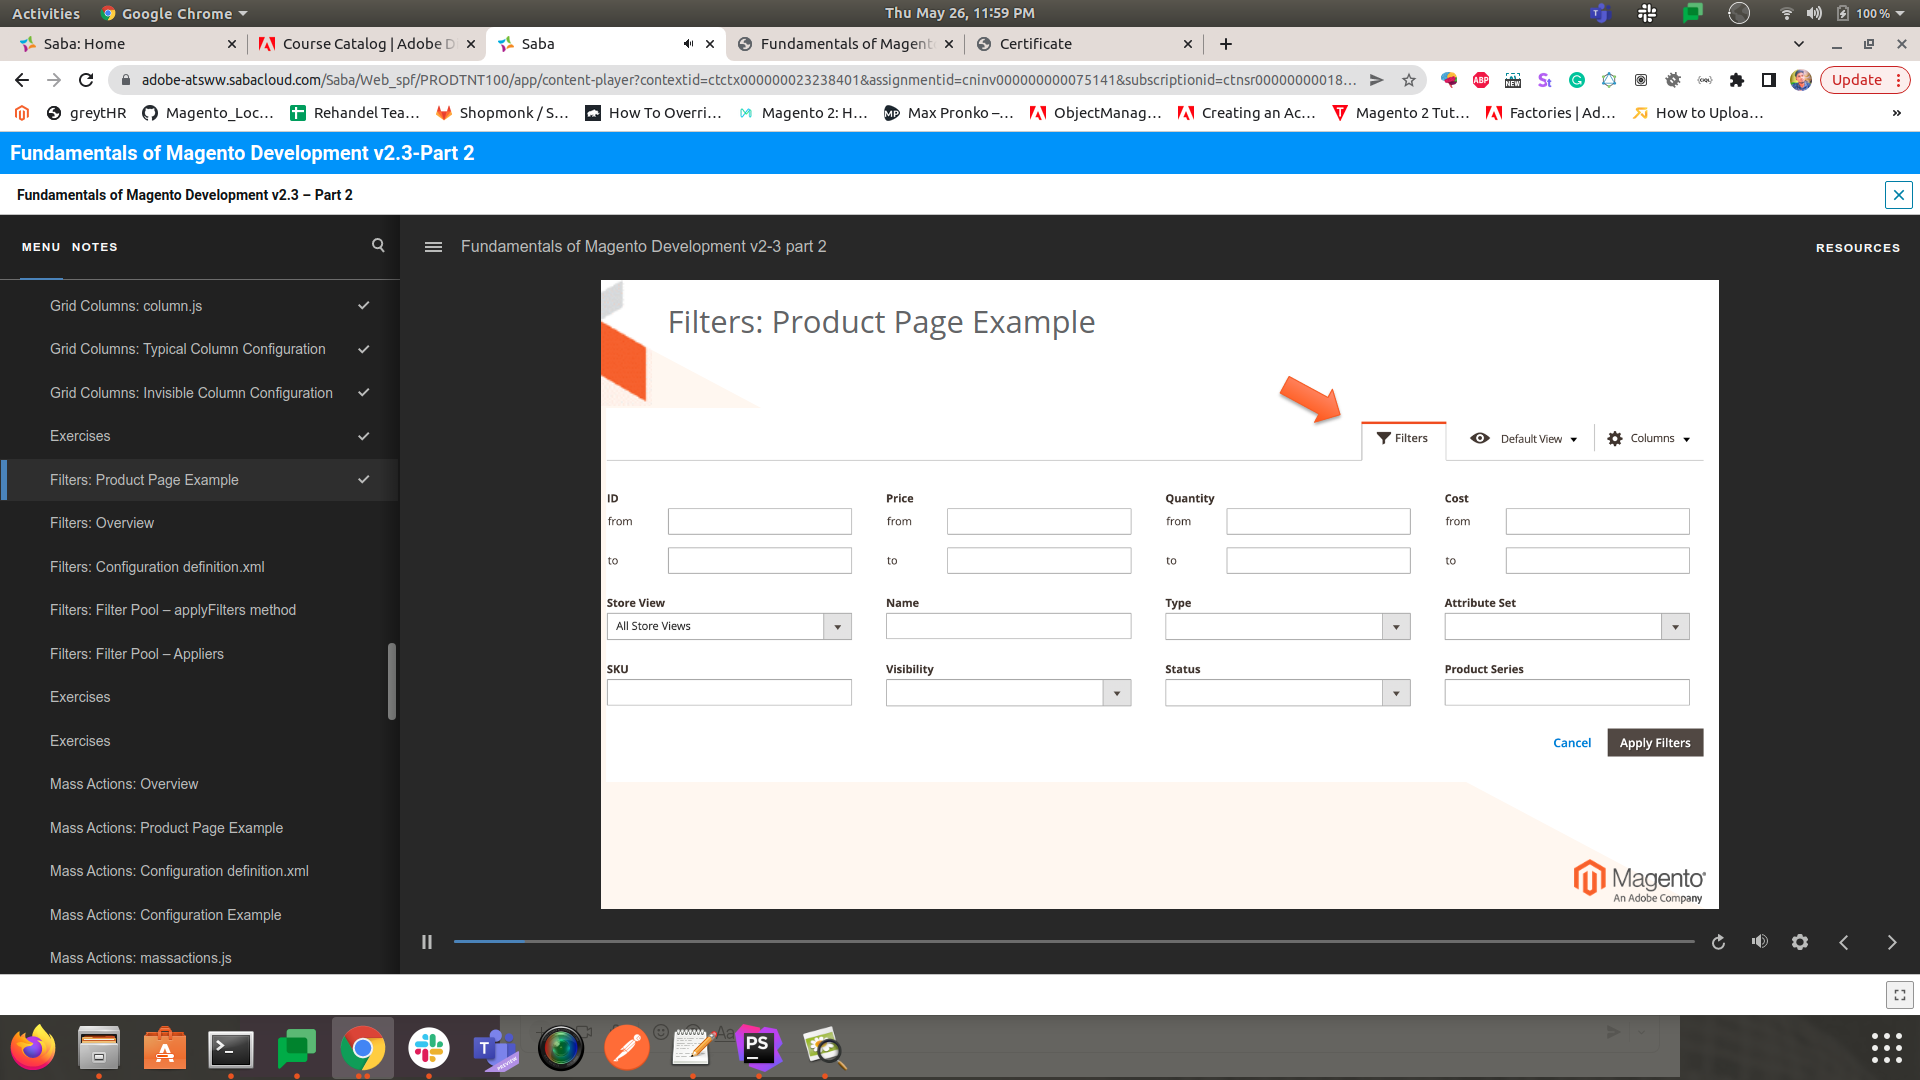 Activities Google Chrome Thu May 26, 11:59 PM 100 %
Saba: Home Course Catalog | Adobe D Saba Fundamentals of Magent Certificate
adobe-atsww.sabacloud.com/Saba/Web_spf/PRODTNT100/app/content-player?contextid=ctctx000000023238401&assignmentid=cninv000000000075141&subscriptionid=ctnsr00000000018... ABP NEW St Update
greytHR Magento_Loc... Rehandel Tea... Shopmonk / S... How To Overri... Magento 2: H... MP Max Pronko –... ObjectManag... Creating an Ac... Magento 2 Tut... Factories | Ad... How to Uploa... »
Fundamentals of Magento Development v2.3-Part 2
Fundamentals of Magento Development v2.3 – Part 2
MENU NOTES
Fundamentals of Magento Development v2-3 part 2
RESOURCES
Grid Columns: column.js
Grid Columns: Typical Column Configuration
Grid Columns: Invisible Column Configuration
Exercises
Filters: Product Page Example
Filters: Overview
Filters: Configuration definition.xml
Filters: Filter Pool – applyFilters method
Filters: Filter Pool – Appliers
Exercises
Exercises
Mass Actions: Overview
Mass Actions: Product Page Example
Mass Actions: Configuration definition.xml
Mass Actions: Configuration Example
Mass Actions: massactions.js
Filters: Product Page Example
Filters Default View Columns
ID Price Quantity Cost
from from from from
to to to to
Store View Name Type Attribute Set
All Store Views
SKU Visibility Status Product Series
Cancel Apply Filters
Magento
An Adobe Company
T PS